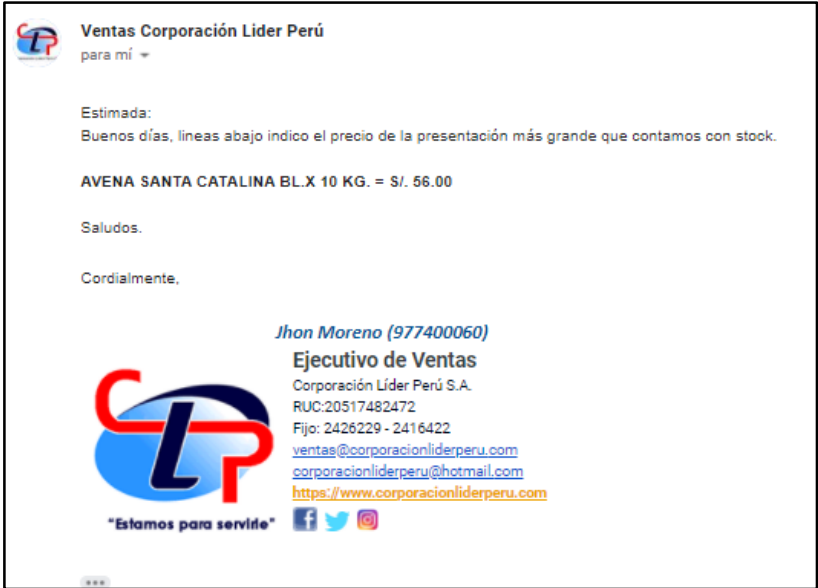 Ventas Corporación Lider Perú
para mí
Estimada:
Buenos días, lineas abajo indico el precio de la presentación más grande que contamos con stock.
AVENA SANTA CATALINA BL.X 10 KG. = S/. 56.00
Saludos.
Cordialmente,
Jhon Moreno (977400060)
Ejecutivo de Ventas
Corporación Líder Perú S.A.
RUC:20517482472
Fijo: 2426229 - 2416422
ventas@corporacionliderperu.com
corporacionliderperu@hotmail.com
https://www.corporacionliderperu.com
CLP
"Estamos para servirle"